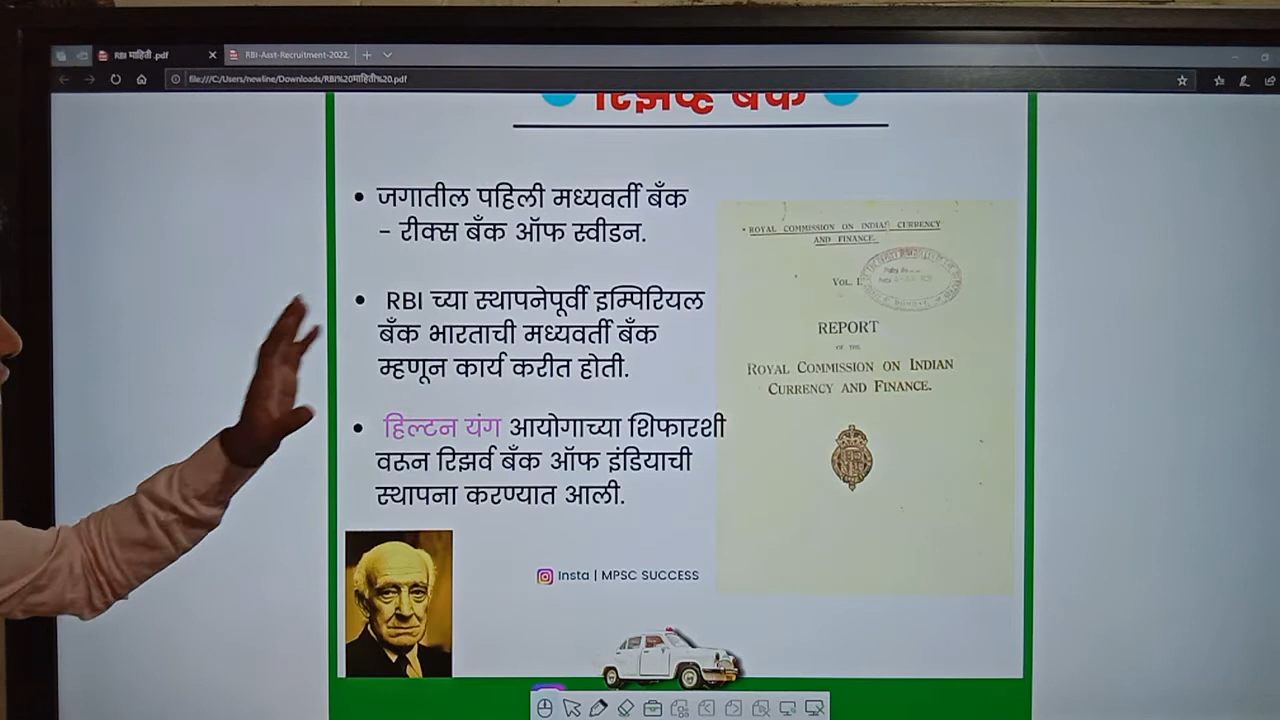 RBI माहिती .pdf
RBI-Asst-Recruitment-2022.
file:///C:/Users/newline/Downloads/RBI%20माहिती%20.pdf
रिझर्व्ह बँक
• जगातील पहिली मध्यवर्ती बँक
- रीक्स बँक ऑफ स्वीडन.
• RBI च्या स्थापनेपूर्वी इम्पिरियल
बँक भारताची मध्यवर्ती बँक
म्हणून कार्य करीत होती.
• हिल्टन यंग आयोगाच्या शिफारशी
वरून रिझर्व बँक ऑफ इंडियाची
स्थापना करण्यात आली.
ROYAL COMMISSION ON INDIAN CURRENCY
AND FINANCE.
VOL. I.
REPORT
OF THE
ROYAL COMMISSION ON INDIAN
CURRENCY AND FINANCE.
Insta | MPSC SUCCESS